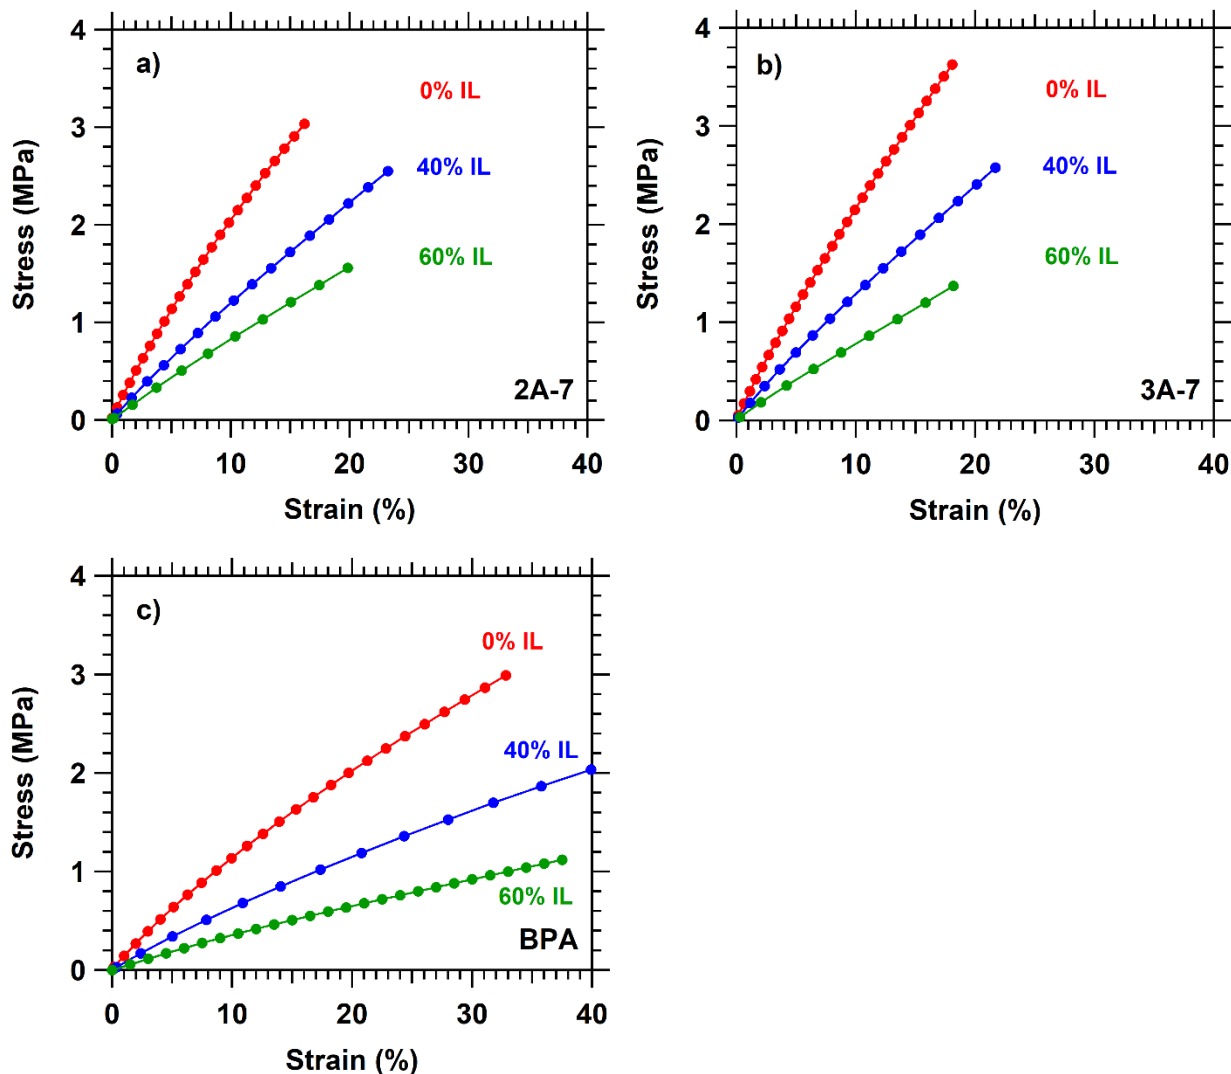 a)
0% IL
40% IL
60% IL
2A-7
Stress (MPa)
4
3
2
1
0
0 10 20 30 40
Strain (%)
b)
0% IL
40% IL
60% IL
3A-7
Stress (MPa)
4
3
2
1
0
0 10 20 30 40
Strain (%)
c)
0% IL
40% IL
60% IL
BPA
Stress (MPa)
4
3
2
1
0
0 10 20 30 40
Strain (%)